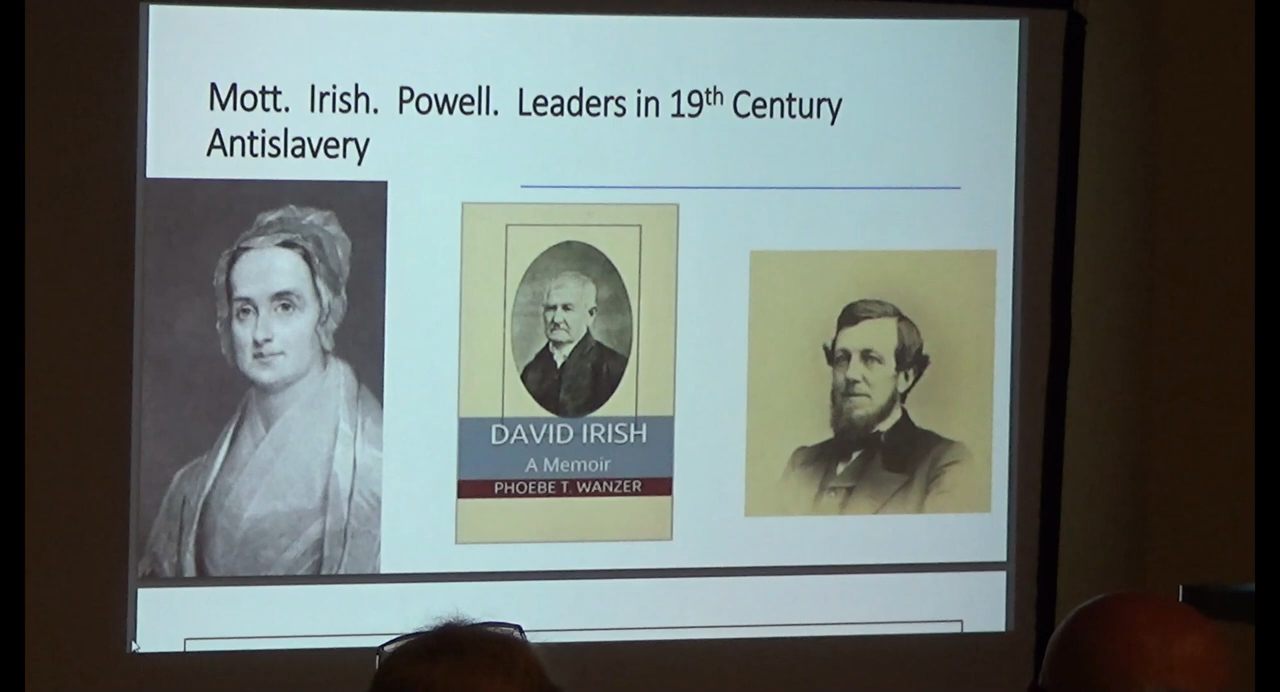 Mott. Irish. Powell. Leaders in 19th Century
Antislavery
DAVID IRISH
A Memoir
PHOEBE T. WANZER